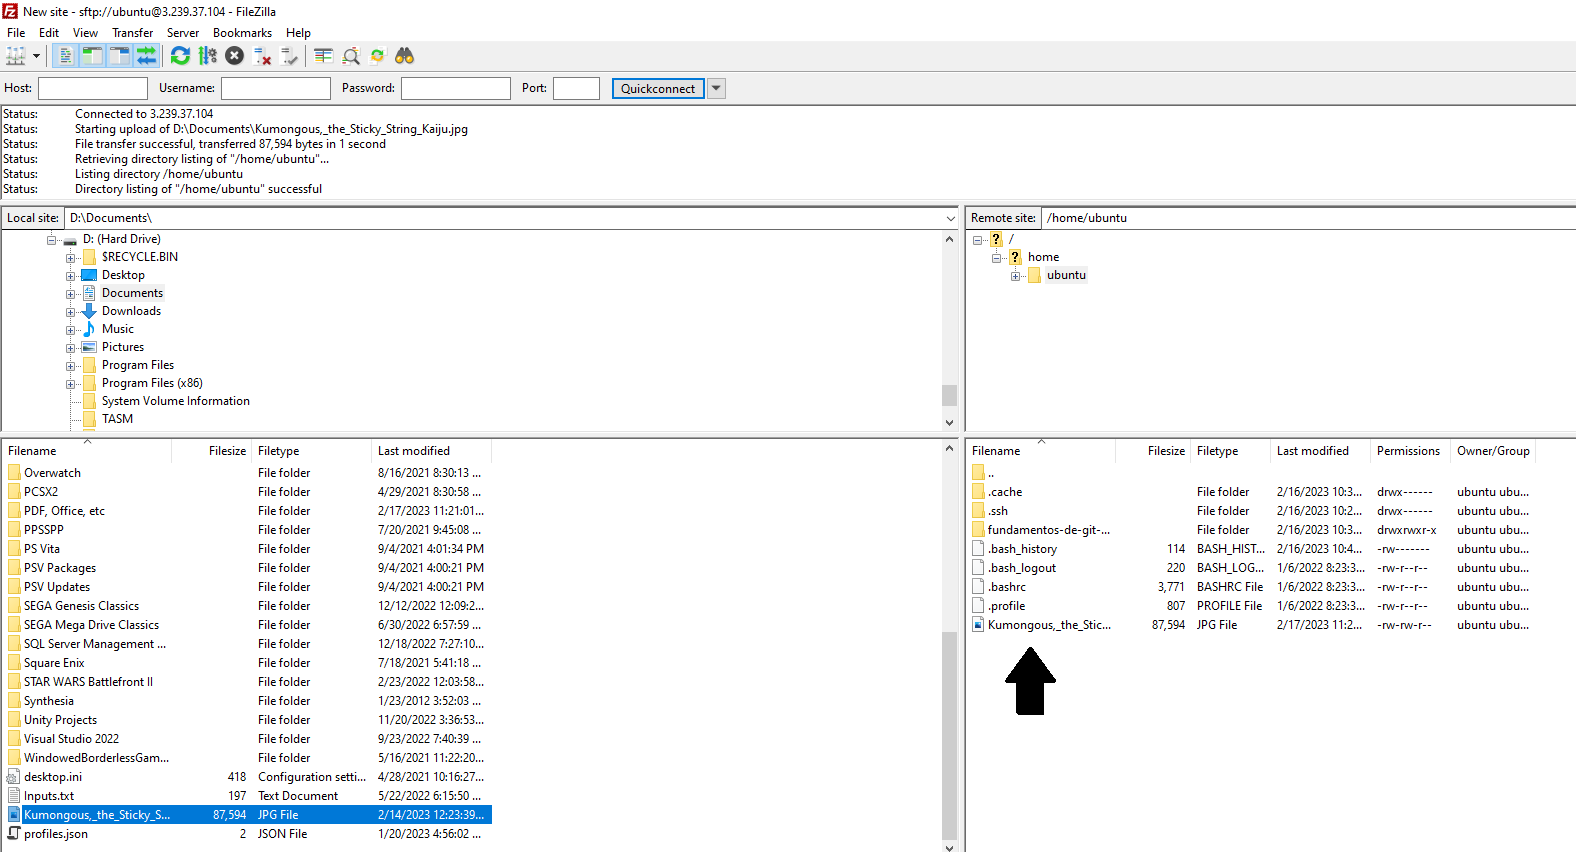 New site - sftp://ubuntu@3.239.37.104 - FileZilla
File Edit View Transfer Server Bookmarks Help
Host: Username: Password: Port: Quickconnect
Status: Connected to 3.239.37.104
Status: Starting upload of D:\Documents\Kumongous,_the_Sticky_String_Kaiju.jpg
Status: File transfer successful, transferred 87,594 bytes in 1 second
Status: Retrieving directory listing of "/home/ubuntu"...
Status: Listing directory /home/ubuntu
Status: Directory listing of "/home/ubuntu" successful
Local site: D:\Documents\
D: (Hard Drive)
$RECYCLE.BIN
Desktop
Documents
Downloads
Music
Pictures
Program Files
Program Files (x86)
System Volume Information
TASM
Remote site: /home/ubuntu
/
home
ubuntu
Filename Filesize Filetype Last modified
Overwatch File folder 8/16/2021 8:30:13 ...
PCSX2 File folder 4/29/2021 8:30:58 ...
PDF, Office, etc File folder 2/17/2023 11:21:01...
PPSSPP File folder 7/20/2021 9:45:08 ...
PS Vita File folder 9/4/2021 4:01:34 PM
PSV Packages File folder 9/4/2021 4:00:21 PM
PSV Updates File folder 9/4/2021 4:00:21 PM
SEGA Genesis Classics File folder 12/12/2022 12:09:2...
SEGA Mega Drive Classics File folder 6/30/2022 6:57:59 ...
SQL Server Management ... File folder 12/18/2022 7:27:10...
Square Enix File folder 7/18/2021 5:41:18 ...
STAR WARS Battlefront II File folder 2/23/2022 12:03:58...
Synthesia File folder 1/23/2012 3:52:03 ...
Unity Projects File folder 11/20/2022 3:36:53...
Visual Studio 2022 File folder 9/23/2022 7:40:39 ...
WindowedBorderlessGam... File folder 5/16/2021 11:22:20...
desktop.ini 418 Configuration setti... 4/28/2021 10:16:27...
Inputs.txt 197 Text Document 5/22/2022 6:15:50 ...
Kumongous,_the_Sticky_S... 87,594 JPG File 2/14/2023 12:23:39...
profiles.json 2 JSON File 1/20/2023 4:56:02 ...
Filename Filesize Filetype Last modified Permissions Owner/Group
..
.cache File folder 2/16/2023 10:3... drwx------ ubuntu ubu...
.ssh File folder 2/16/2023 10:2... drwx------ ubuntu ubu...
fundamentos-de-git-... File folder 2/16/2023 10:3... drwxrwxr-x ubuntu ubu...
.bash_history 114 BASH_HIST... 2/16/2023 10:4... -rw------- ubuntu ubu...
.bash_logout 220 BASH_LOG... 1/6/2022 8:23:3... -rw-r--r-- ubuntu ubu...
.bashrc 3,771 BASHRC File 1/6/2022 8:23:3... -rw-r--r-- ubuntu ubu...
.profile 807 PROFILE File 1/6/2022 8:23:3... -rw-r--r-- ubuntu ubu...
Kumongous,_the_Stic... 87,594 JPG File 2/17/2023 11:2... -rw-rw-r-- ubuntu ubu...